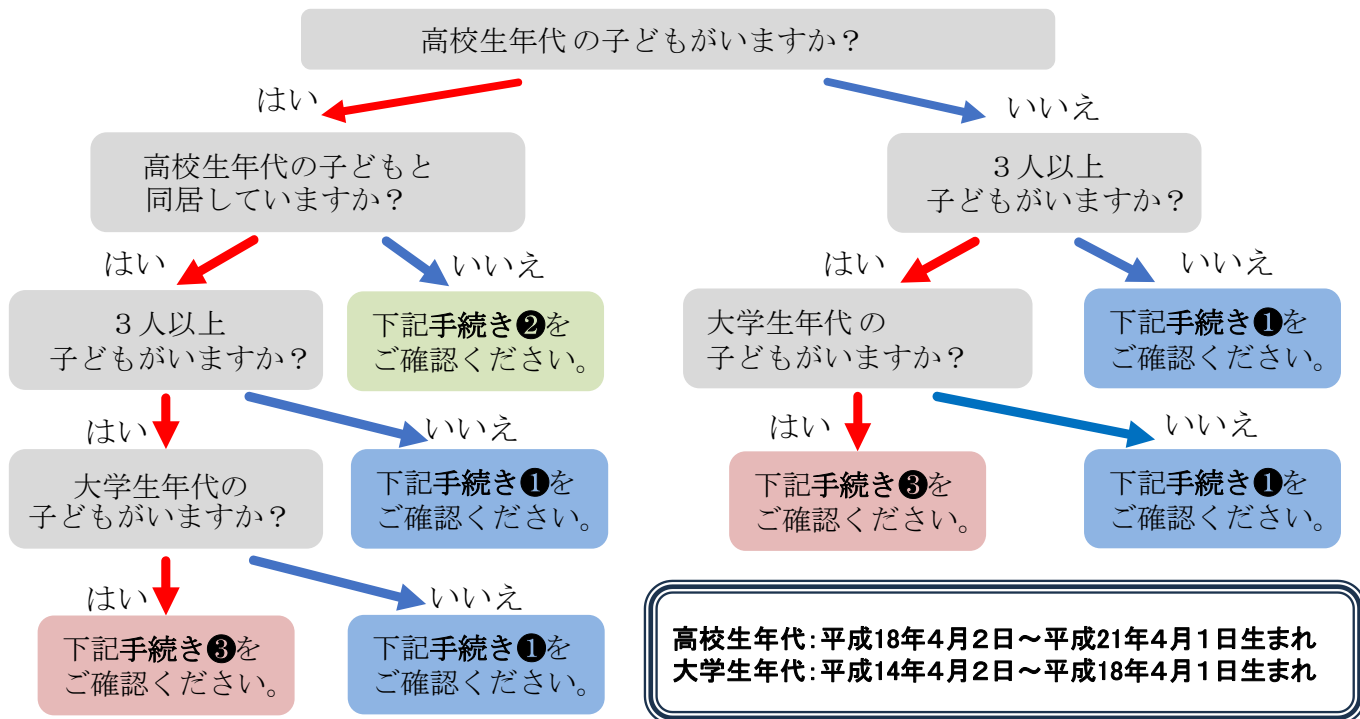 高校生年代の子どもがいますか？
はい
いいえ
高校生年代の子どもと
同居していますか？
３人以上
子どもがいますか？
はい
いいえ
はい
いいえ
３人以上
子どもがいますか？
下記手続き❷を
ご確認ください。
大学生年代の
子どもがいますか？
下記手続き❶を
ご確認ください。
はい
いいえ
はい
いいえ
大学生年代の
子どもがいますか？
下記手続き❶を
ご確認ください。
下記手続き❸を
ご確認ください。
下記手続き❶を
ご確認ください。
はい
いいえ
下記手続き❸を
ご確認ください。
下記手続き❶を
ご確認ください。
高校生年代：平成18年４月２日～平成21年４月１日生まれ
大学生年代：平成14年４月２日～平成18年４月１日生まれ